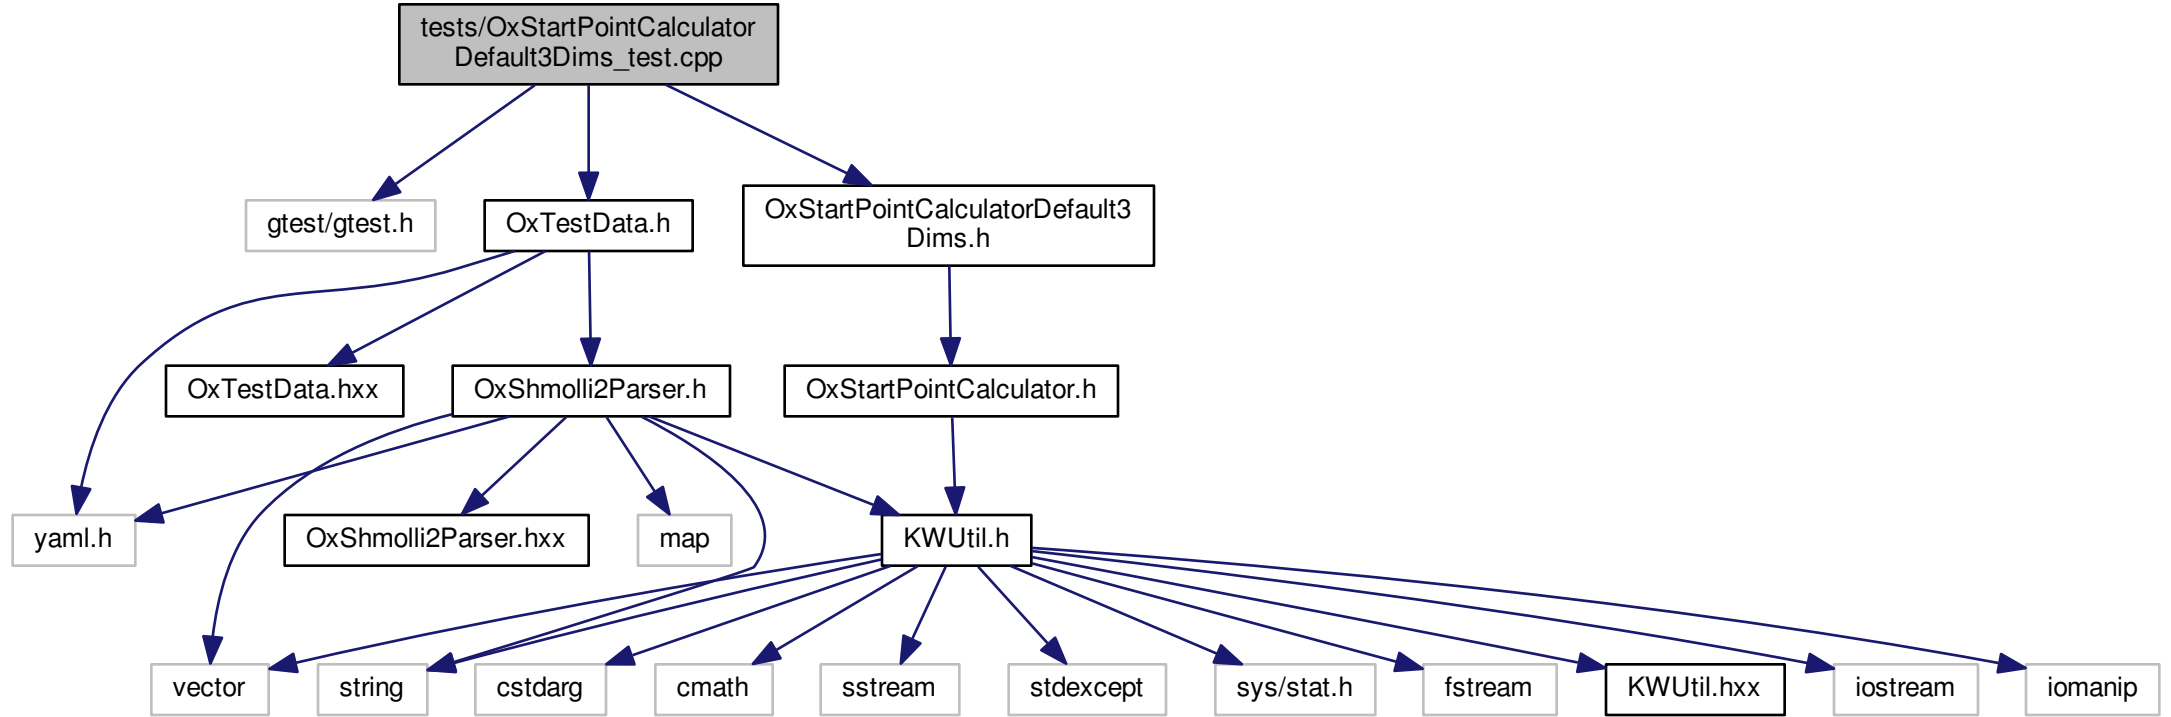 tests/OxStartPointCalculator
Default3Dims_test.cpp
gtest/gtest.h
OxTestData.h
OxStartPointCalculatorDefault3
Dims.h
OxTestData.hxx
OxShmolli2Parser.h
OxStartPointCalculator.h
yaml.h
OxShmolli2Parser.hxx
map
KWUtil.h
vector
string
cstdarg
cmath
sstream
stdexcept
sys/stat.h
fstream
KWUtil.hxx
iostream
iomanip